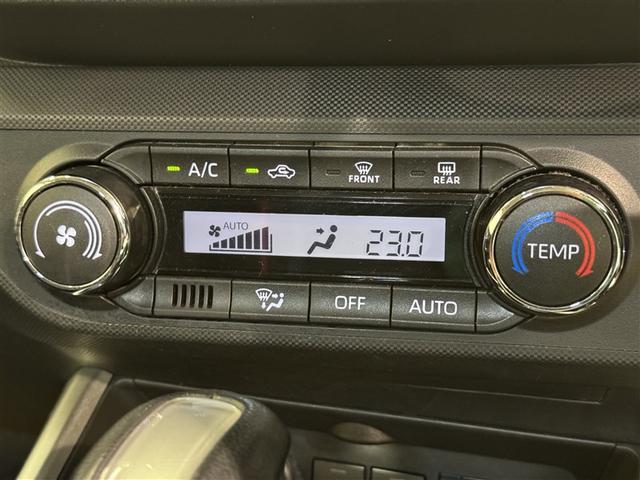 A/C
FRONT
REAR
AUTO
23.0
TEMP
OFF
AUTO